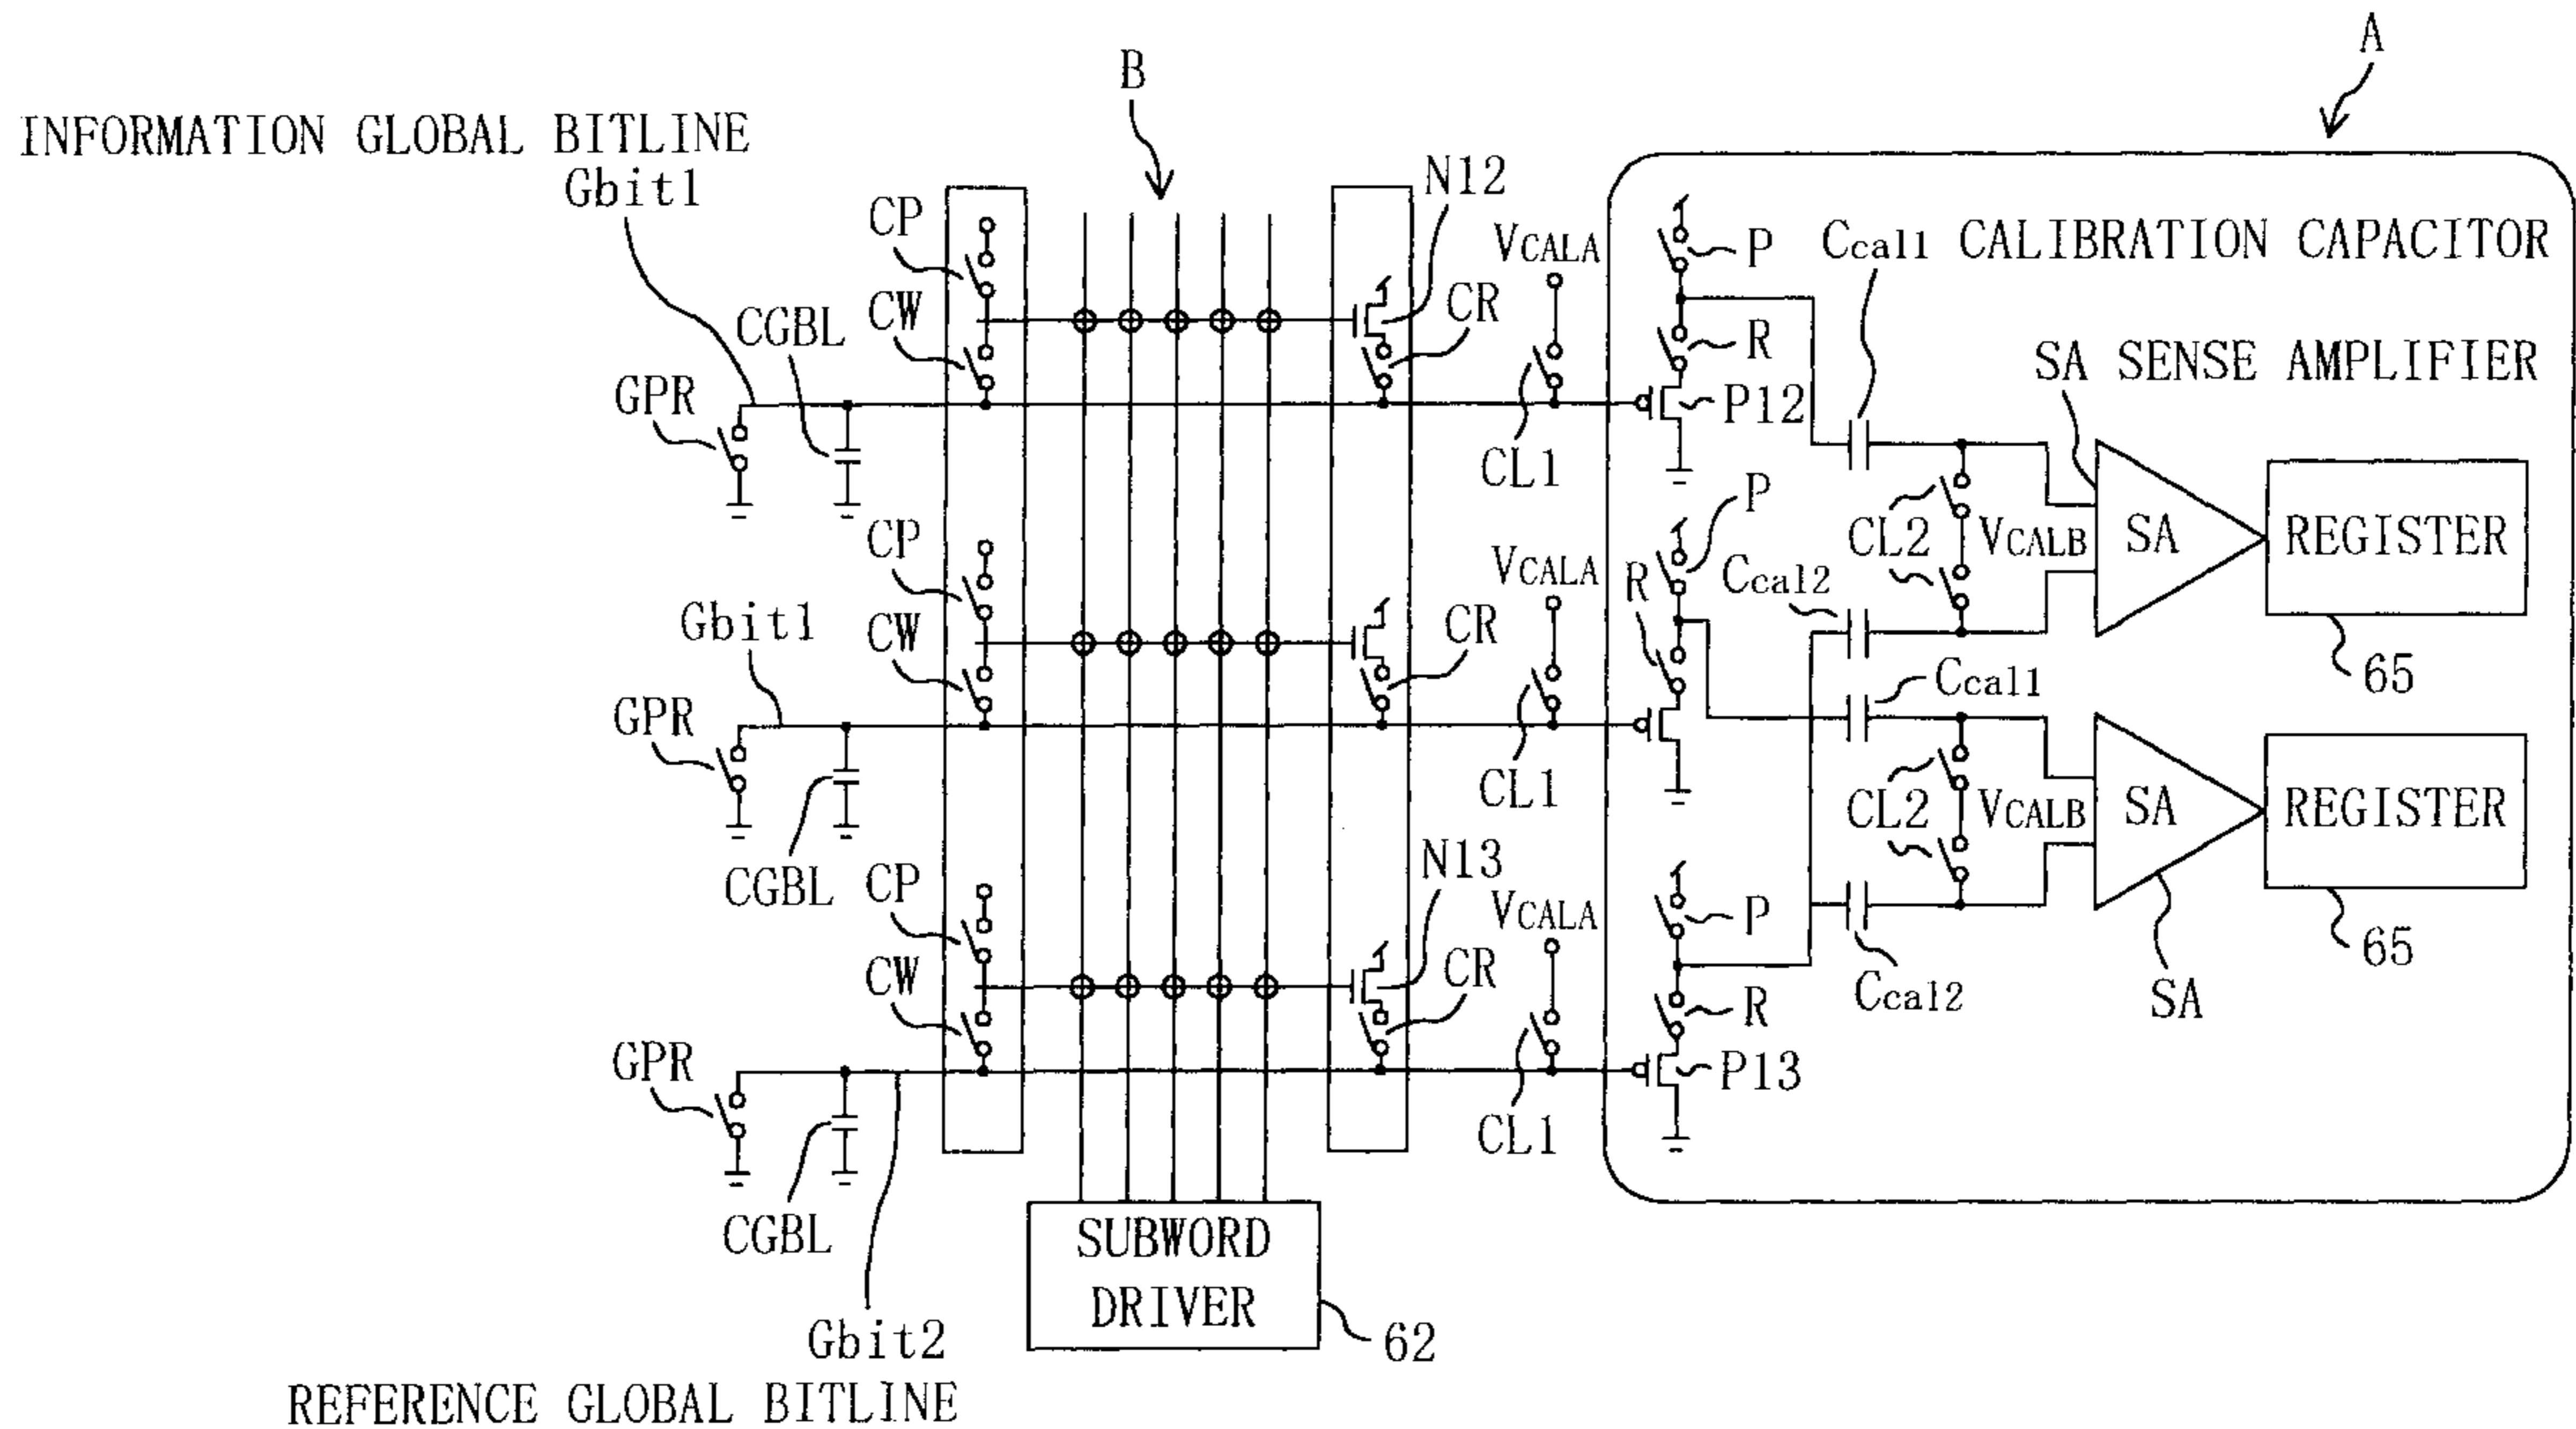 A
B
INFORMATION GLOBAL BITLINE
Gbit1
N12
CP
VCALA
P
Ccal1 CALIBRATION CAPACITOR
CW
CGBL
CR
R
SA SENSE AMPLIFIER
GPR
P12
CL1
P
CP
CL2
VCALB
SA
REGISTER
VCALA
Ccal2
R
Gbit1
CW
CR
65
Ccal1
GPR
CL1
CL2
VCALB
SA
REGISTER
CGBL
N13
CP
VCALA
P
65
CW
CR
Ccal2
SA
R
GPR
P13
CL1
CGBL
SUBWORD
DRIVER
62
Gbit2
REFERENCE GLOBAL BITLINE